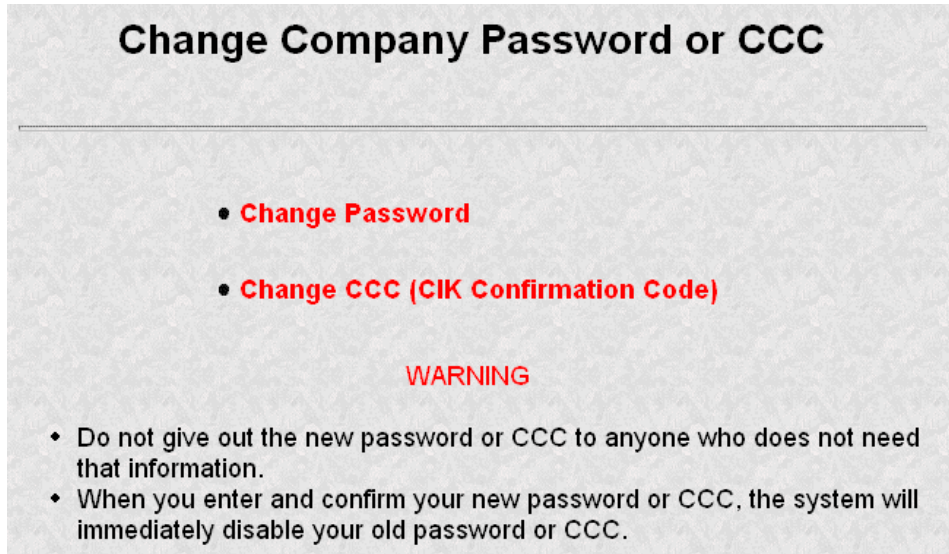 Change Company Password or CCC
• Change Password
• Change CCC (CIK Confirmation Code)
WARNING
• Do not give out the new password or CCC to anyone who does not need
that information.
• When you enter and confirm your new password or CCC, the system will
immediately disable your old password or CCC.